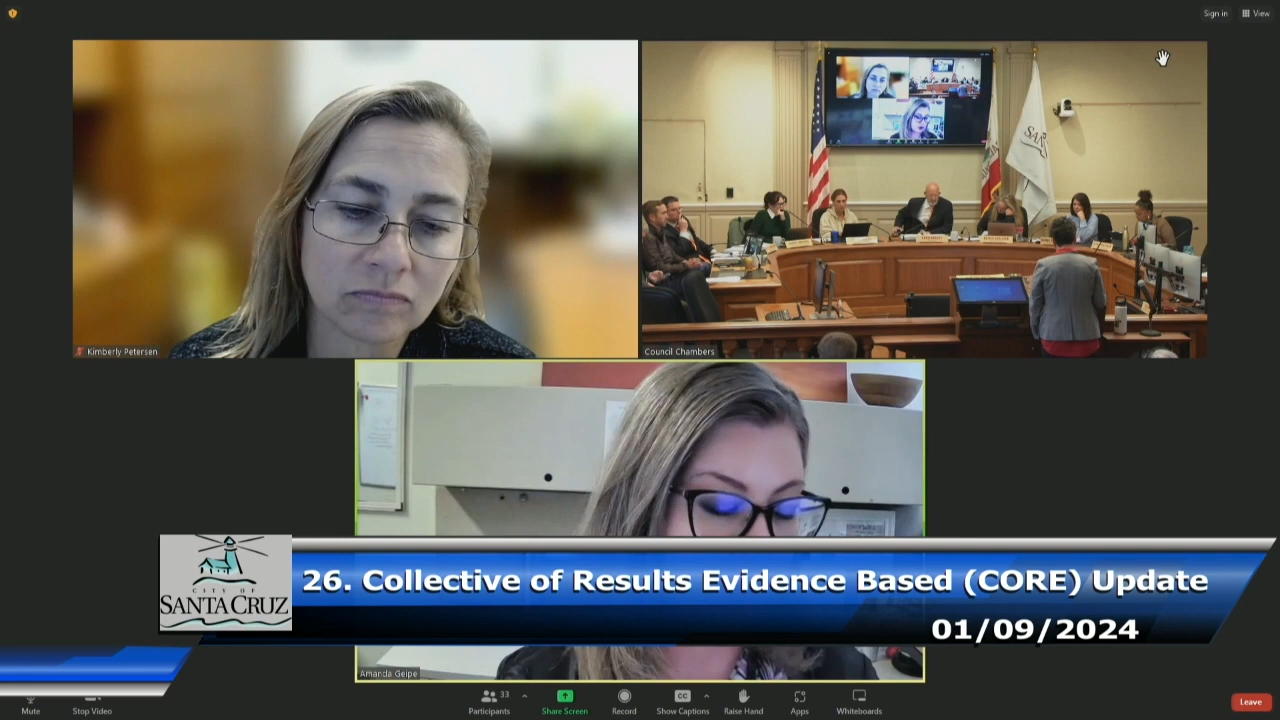 Sign in
View
SAN
Kimberly Petersen
Council Chambers
CITY OF
SANTA CRUZ
26. Collective of Results Evidence Based (CORE) Update
01/09/2024
Amanda Geipe
Mute
Stop Video
33
Participants
Share Screen
Record
CC
Show Captions
Raise Hand
Apps
Whiteboards
Leave